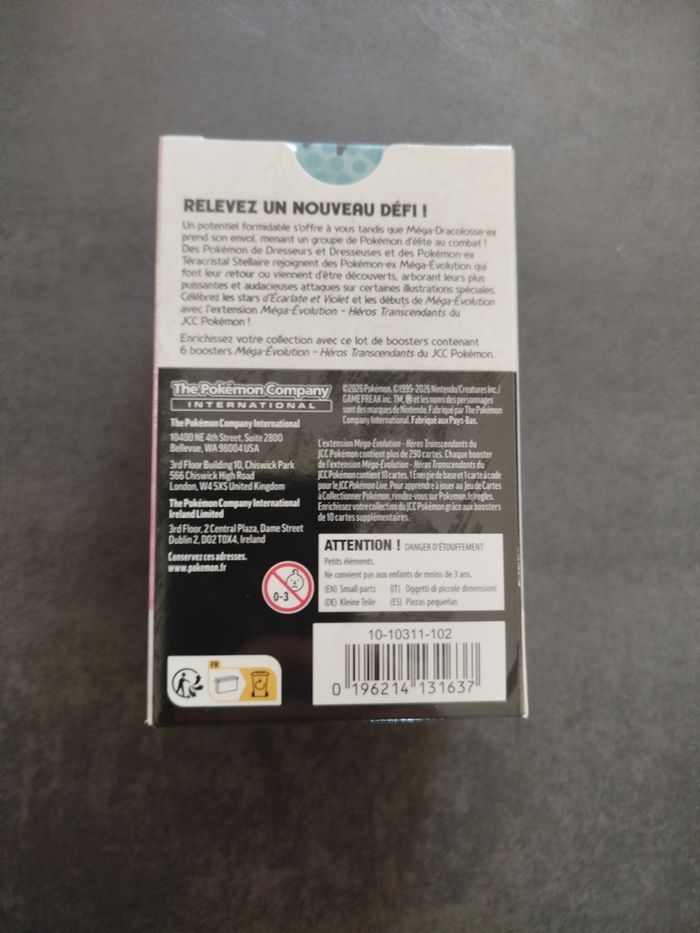 RELEVEZ UN NOUVEAU DÉFI !
Un potentiel formidable s'offre à vous tandis que Méga-Dracolosse-ex
prend son envol, menant un groupe de Pokémon d'élite au combat !
Des Pokémon de Dresseurs et Dresseuses et des Pokémon-ex
Téracristal Stellaire rejoignent des Pokémon-ex Méga-Évolution qui
font leur retour ou viennent d'être découverts, arborant leurs plus
puissantes et audacieuses attaques sur certaines illustrations spéciales.
Célébrez les stars d'Écarlate et Violet et les débuts de Méga-Évolution
avec l'extension Méga-Évolution - Héros Transcendants du
JCC Pokémon !
Enrichissez votre collection avec ce lot de boosters contenant
6 boosters Méga-Évolution - Héros Transcendants du JCC Pokémon.
The Pokémon Company
INTERNATIONAL
The Pokémon Company International
10400 NE 4th Street, Suite 2800
Bellevue, WA 98004 USA
3rd Floor Building 10, Chiswick Park
566 Chiswick High Road
London, W4 5XS United Kingdom
The Pokémon Company International
Ireland Limited
3rd Floor, 2 Central Plaza, Dame Street
Dublin 2, D02 T0X4, Ireland
Conservez ces adresses.
www.pokemon.fr
©2026 Pokémon. ©1995-2026 Nintendo/Creatures Inc./
GAME FREAK inc. TM, ® et les noms des personnages
sont des marques de Nintendo. Fabriqué par The Pokémon
Company International. Fabriqué aux Pays-Bas.
L'extension Méga-Évolution - Héros Transcendants du
JCC Pokémon contient plus de 290 cartes. Chaque booster
de l'extension Méga-Évolution - Héros Transcendants du
JCC Pokémon contient 10 cartes, 1 Énergie de base et 1 carte à code
pour le JCC Pokémon Live. Pour apprendre à jouer au Jeu de Cartes
à Collectionner Pokémon, rendez-vous sur Pokemon.fr/regles.
Enrichissez votre collection du JCC Pokémon grâce aux boosters
de 10 cartes supplémentaires.
ATTENTION ! DANGER D'ÉTOUFFEMENT
Petits éléments.
Ne convient pas aux enfants de moins de 3 ans.
(EN) Small parts (IT) Oggetti di piccole dimensioni
(DE) Kleine Teile (ES) Piezas pequeñas
0-3
10-10311-102
0 196214 131637
FR